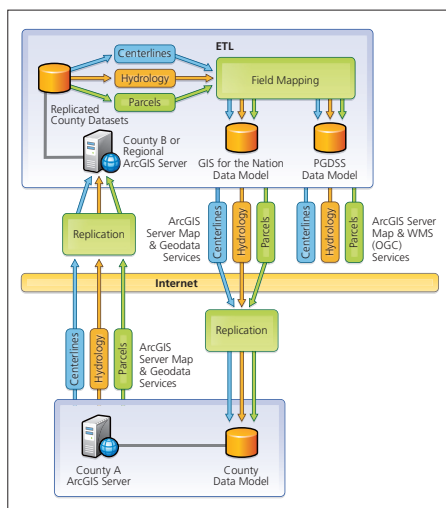 ETL
Centerlines
Hydrology
Parcels
Field Mapping
Replicated
County Datasets
County B or
Regional
ArcGIS Server
GIS for the Nation
Data Model
PGDSS
Data Model
Replication
ArcGIS
Server Map
& Geodata
Services
Centerlines
Hydrology
Parcels
Centerlines
Hydrology
Parcels
ArcGIS Server
Map & WMS
(OGC)
Services
Internet
Centerlines
Hydrology
Parcels
ArcGIS
Server Map
& Geodata
Services
Replication
County A
ArcGIS Server
County
Data Model